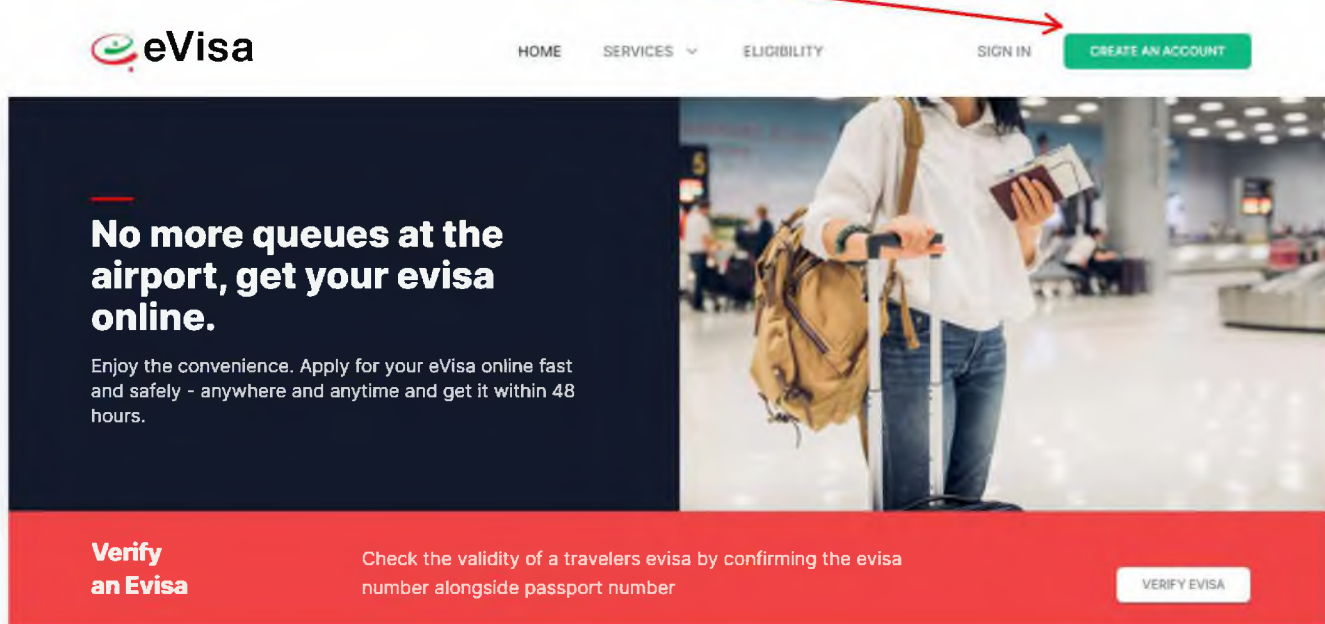 eVisa
HOME
SERVICES
ELIGIBILITY
SIGN IN
CREATE AN ACCOUNT
No more queues at the
airport, get your evisa
online.
Enjoy the convenience. Apply for your eVisa online fast
and safely - anywhere and anytime and get it within 48
hours.
Verify
an Evisa
Check the validity of a travelers evisa by confirming the evisa
number alongside passport number
VERIFY EVISA